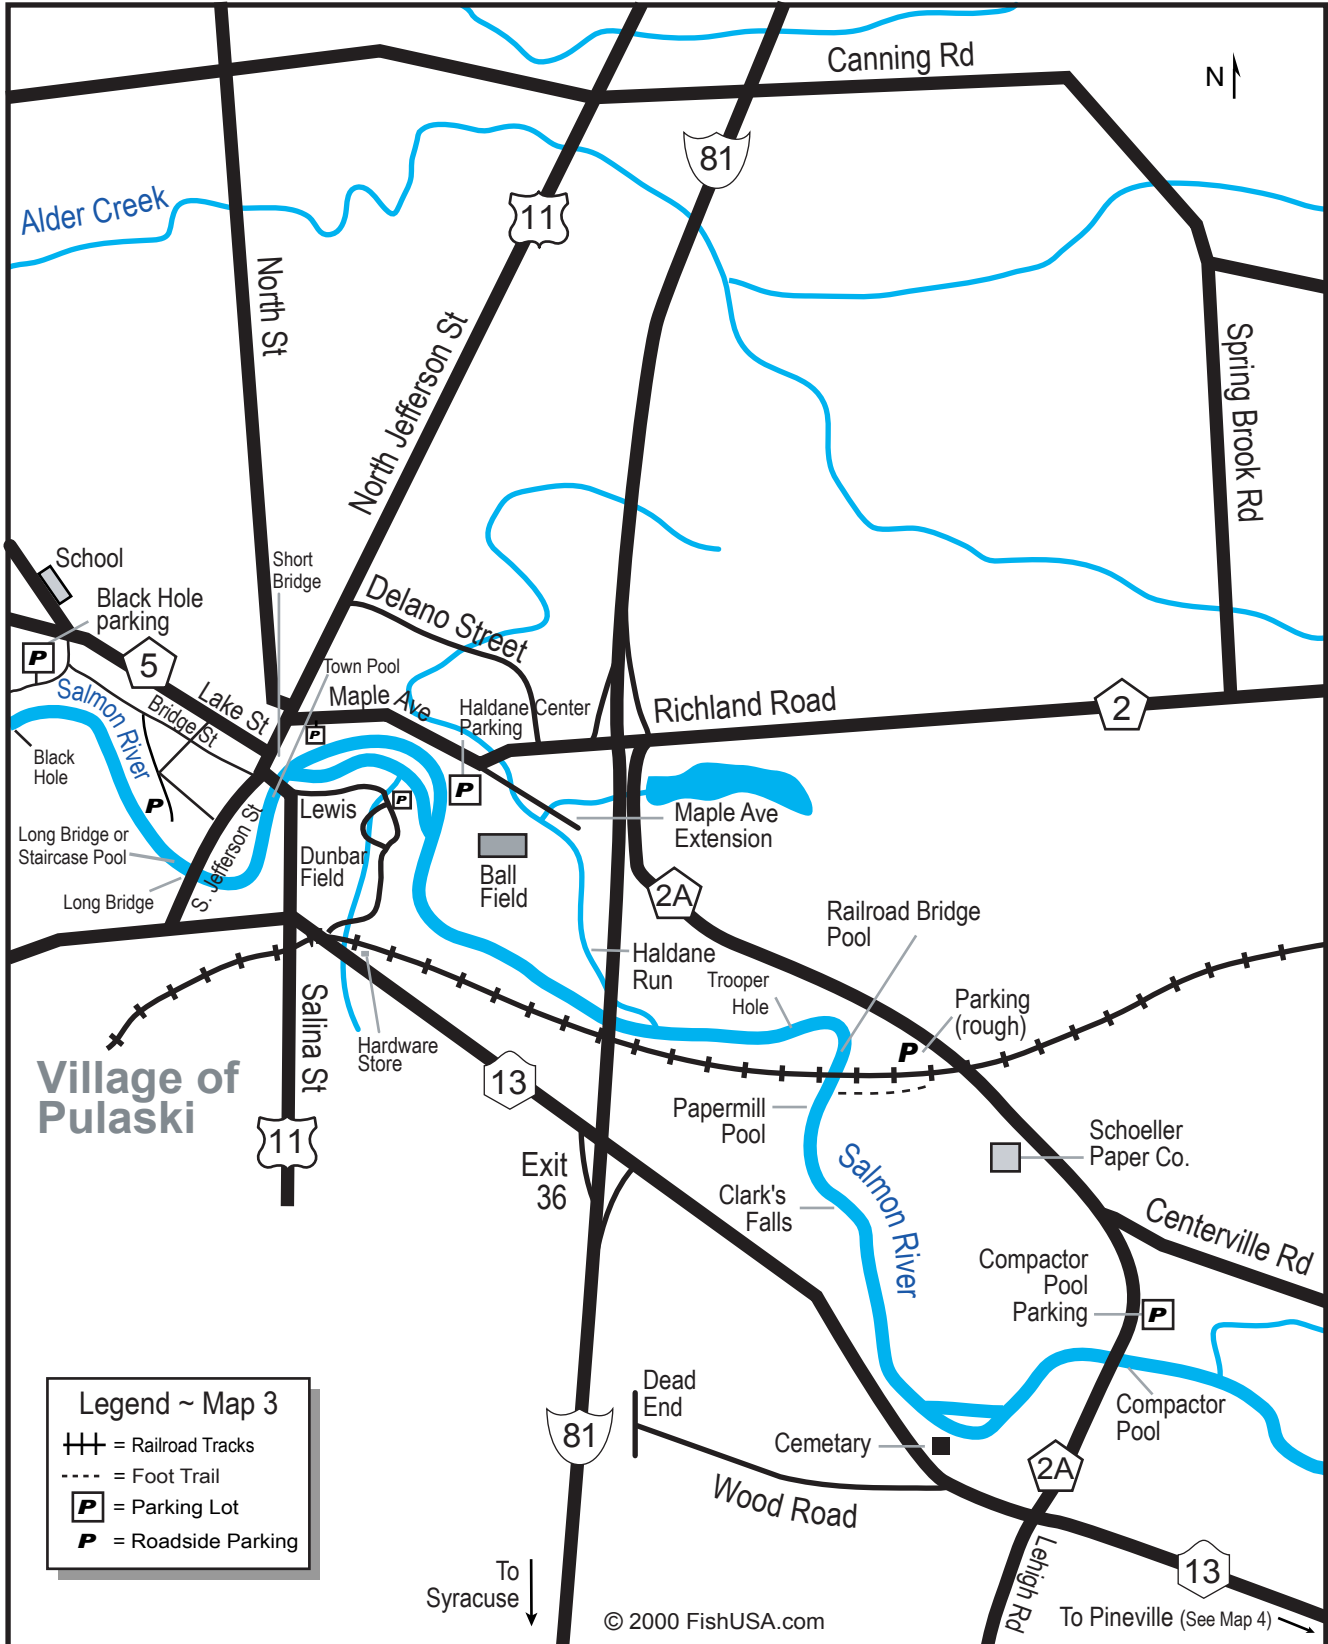 Canning Rd
N
81
11
Alder Creek
North St
North Jefferson St
Spring Brook Rd
School
Short
Bridge
Black Hole
parking
P
5
Delano Street
Town Pool
Lake St
Maple Ave
Haldane Center
Parking
Richland Road
2
Salmon River
Bridge St
P
Black
Hole
P
P
P
Lewis
Maple Ave
Extension
Long Bridge or
Staircase Pool
S. Jefferson St
Dunbar
Field
Ball
Field
2A
Long Bridge
Railroad Bridge
Pool
Haldane
Run
Trooper
Hole
Parking
(rough)
P
Salina St
Hardware
Store
Village of
Pulaski
13
Papermill
Pool
11
Schoeller
Paper Co.
Exit
36
Salmon River
Clark's
Falls
Centerville Rd
Compactor
Pool
Parking
P
Dead
End
Compactor
Pool
81
Cemetary
2A
Wood Road
Legend ~ Map 3
= Railroad Tracks
= Foot Trail
P = Parking Lot
P = Roadside Parking
Lehigh Rd
13
To
Syracuse
© 2000 FishUSA.com
To Pineville (See Map 4)